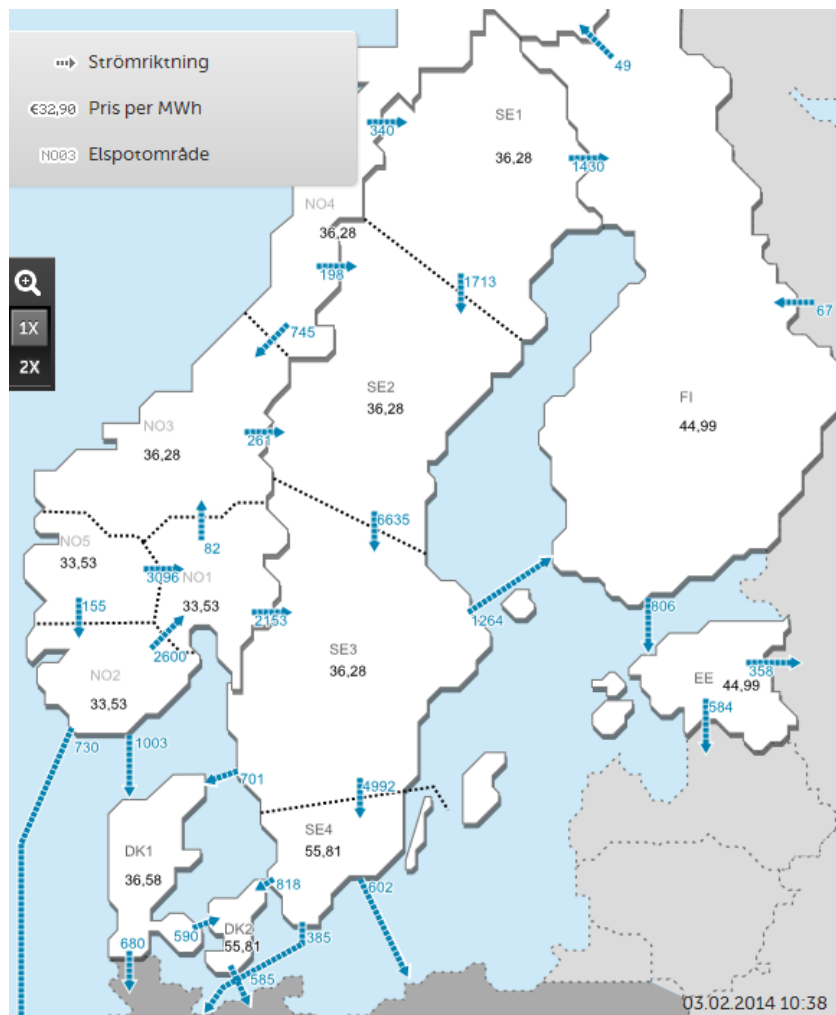 Strömriktning
€32,90 Pris per MWh
NO03 Elspotområde
49
340
SE1
36,28
1430
NO4
36,28
198
1713
1X
2X
745
67
SE2
36,28
FI
44,99
NO3
36,28
261
6635
82
NO5
33,53
3096
NO1
33,53
155
2153
1264
806
2600
SE3
36,28
NO2
33,53
EE
44,99
358
584
730
1003
701
4992
SE4
55,81
DK1
36,58
818
602
590
DK2
55,81
385
680
585
03.02.2014 10:38